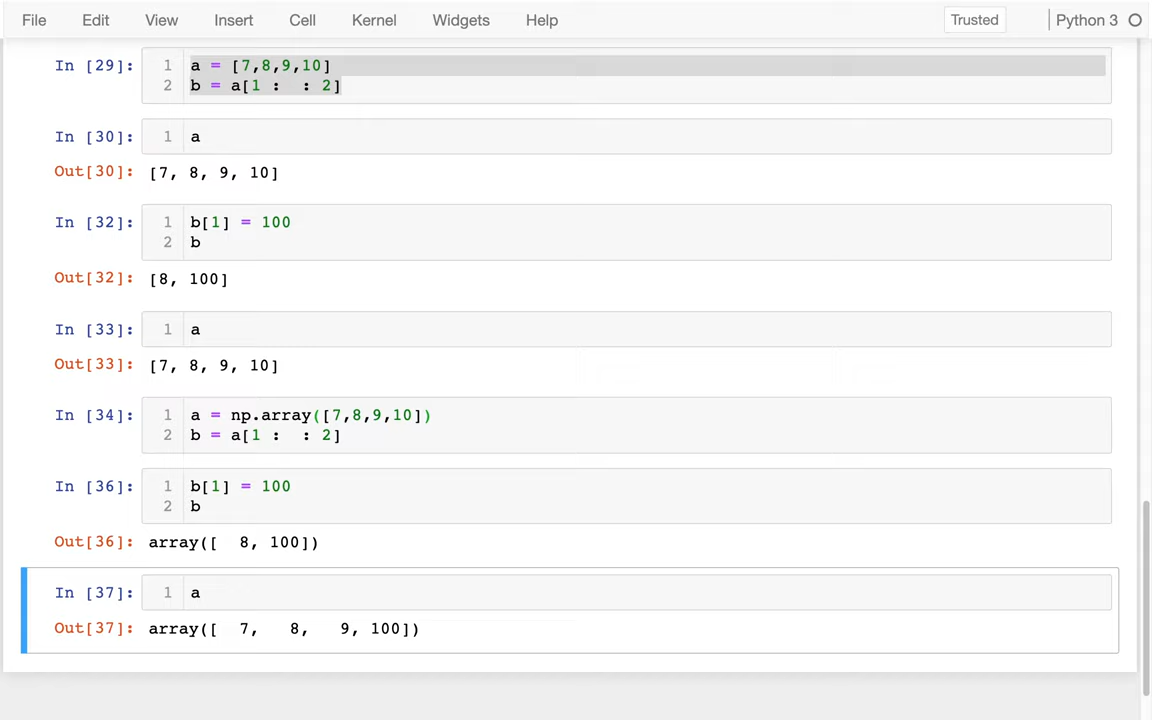 File Edit View Insert Cell Kernel Widgets Help Trusted Python 3
In [29]: 1 a = [7,8,9,10]
2 b = a[1 :  : 2]
In [30]: 1 a
Out[30]: [7, 8, 9, 10]
In [32]: 1 b[1] = 100
2 b
Out[32]: [8, 100]
In [33]: 1 a
Out[33]: [7, 8, 9, 10]
In [34]: 1 a = np.array([7,8,9,10])
2 b = a[1 :  : 2]
In [36]: 1 b[1] = 100
2 b
Out[36]: array([  8, 100])
In [37]: 1 a
Out[37]: array([  7,   8,   9, 100])